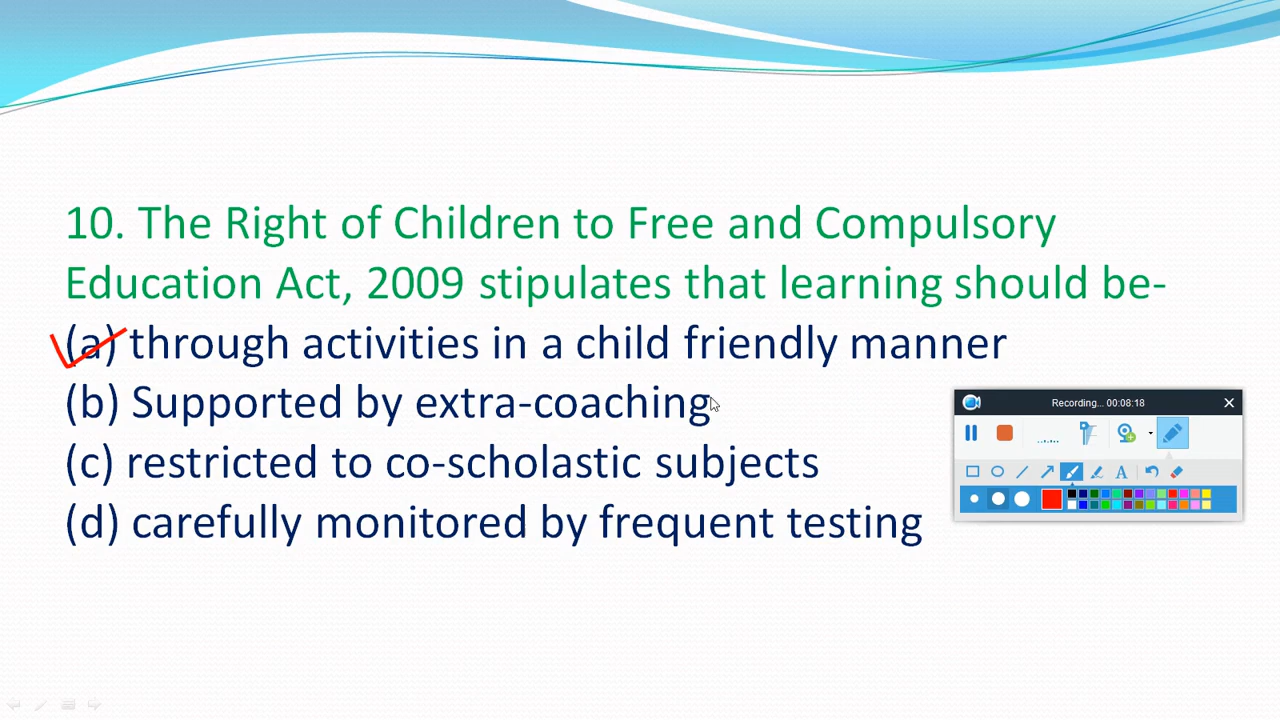 10. The Right of Children to Free and Compulsory
Education Act, 2009 stipulates that learning should be-
(a) through activities in a child friendly manner
(b) Supported by extra-coaching
(c) restricted to co-scholastic subjects
(d) carefully monitored by frequent testing
Recording... 00:08:18
A